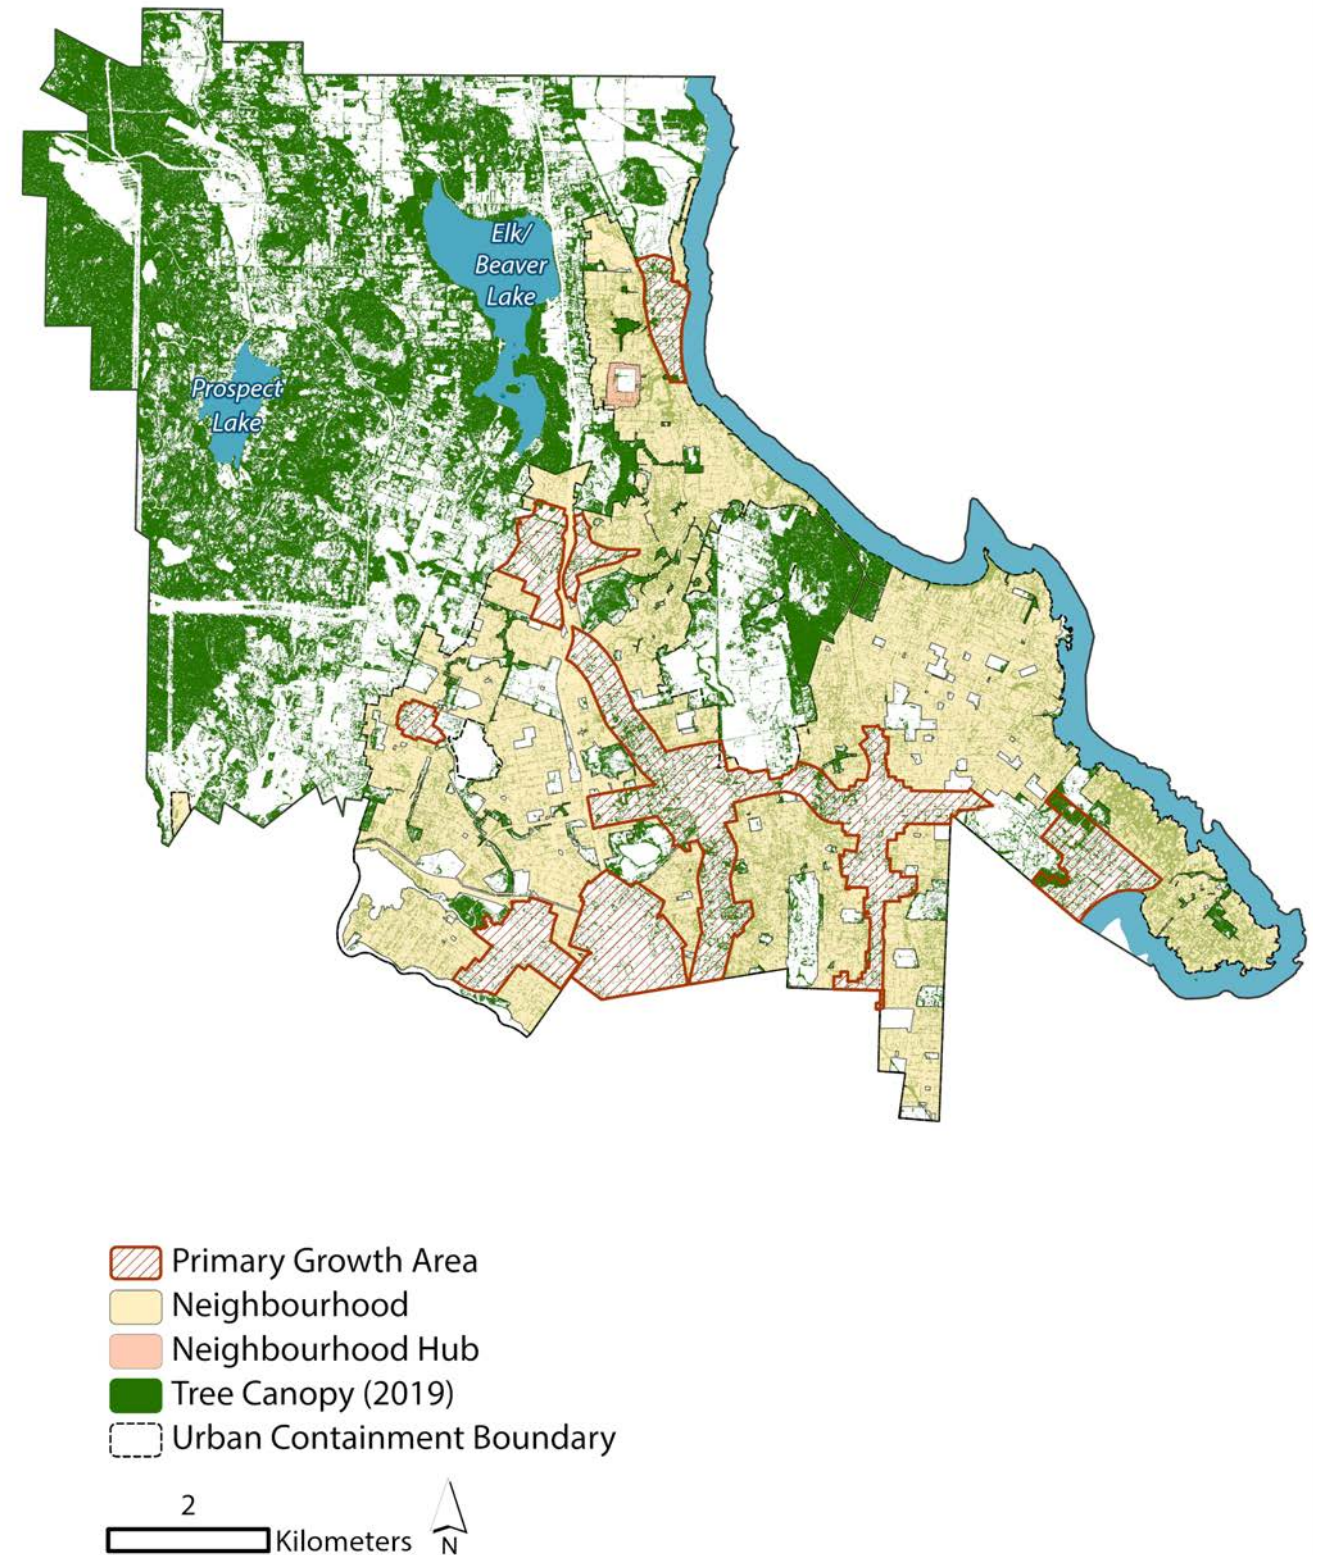 Elk/
Beaver
Lake
Prospect
Lake
Primary Growth Area
Neighbourhood
Neighbourhood Hub
Tree Canopy (2019)
Urban Containment Boundary
2
Kilometers
N